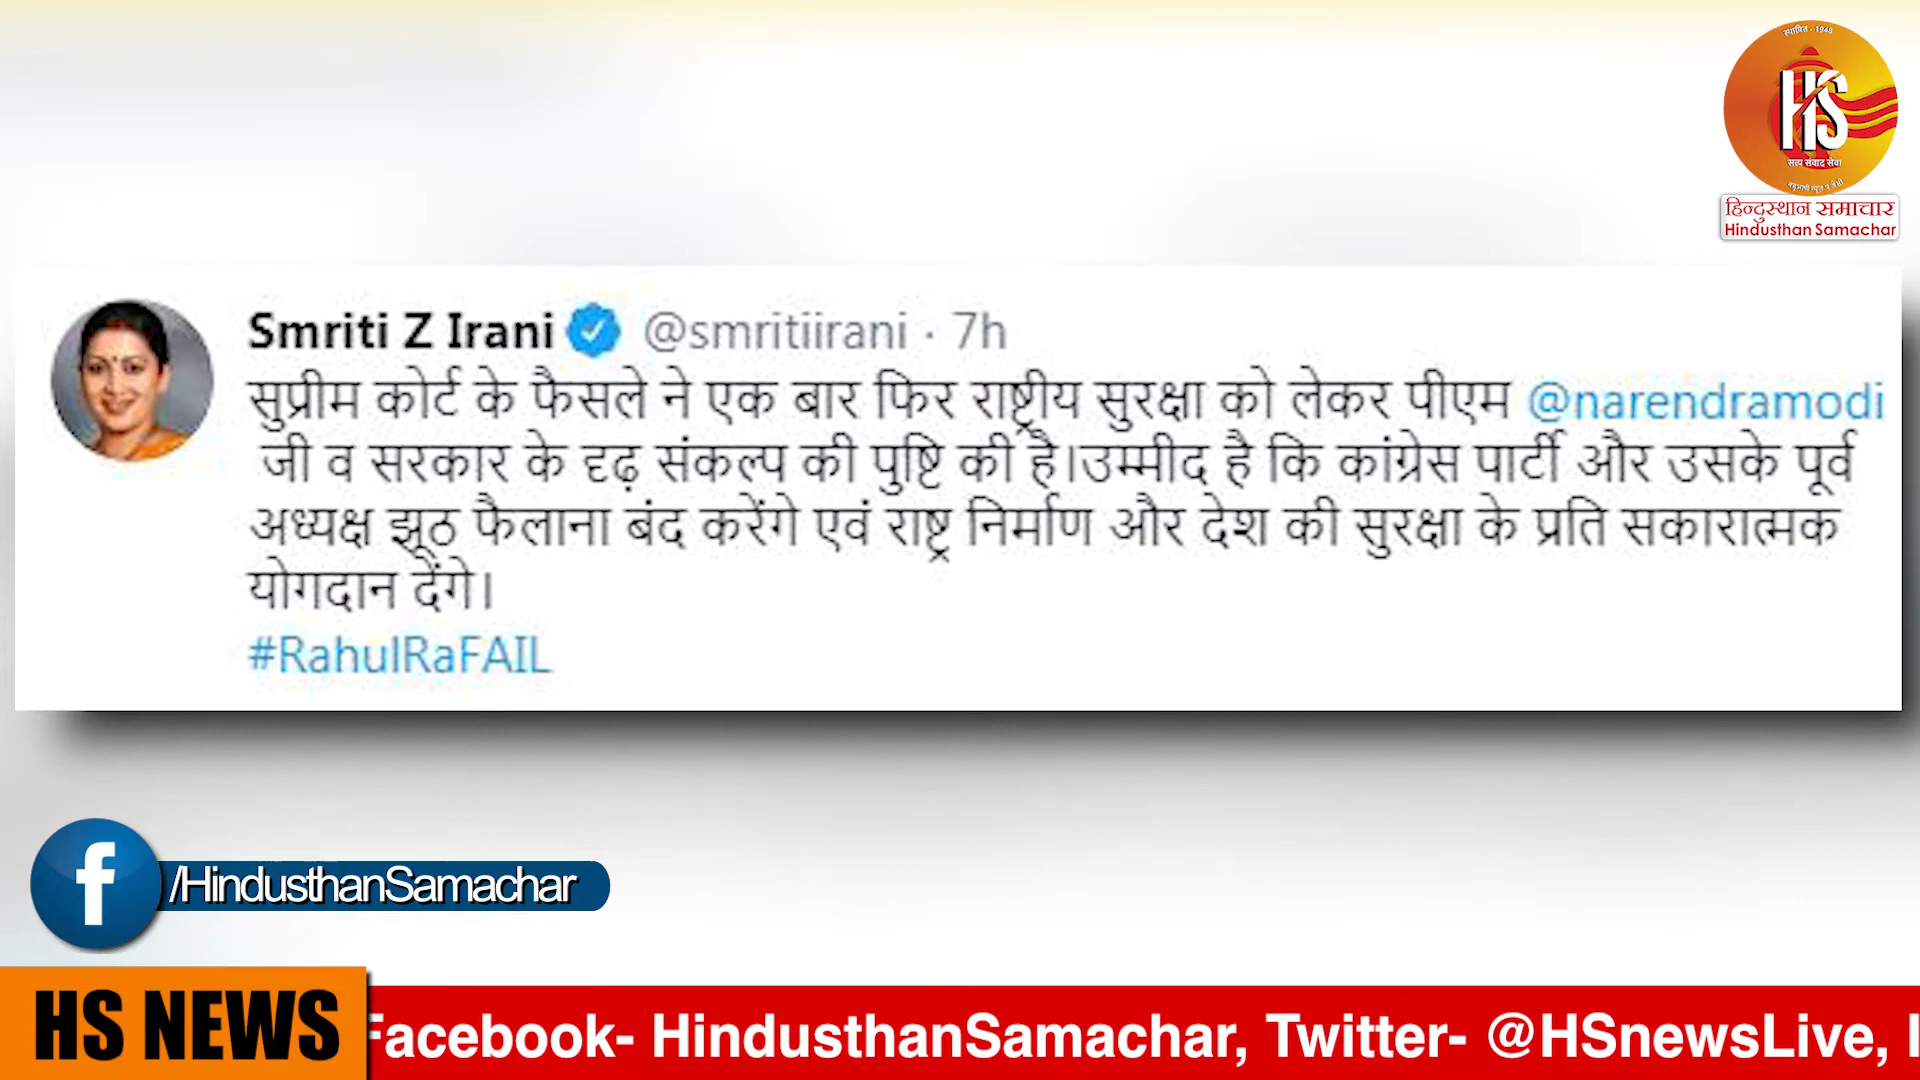 स्थापित - 1948
HS
सत्य संवाद सेवा
हिन्दुस्थान समाचार
Hindusthan Samachar
Smriti Z Irani @smritiirani · 7h
सुप्रीम कोर्ट के फैसले ने एक बार फिर राष्ट्रीय सुरक्षा को लेकर पीएम @narendramodi
जी व सरकार के दृढ़ संकल्प की पुष्टि की है।उम्मीद है कि कांग्रेस पार्टी और उसके पूर्व
अध्यक्ष झूठ फैलाना बंद करेंगे एवं राष्ट्र निर्माण और देश की सुरक्षा के प्रति सकारात्मक
योगदान देंगे।
#RahulRaFAIL
f /HindusthanSamachar
HS NEWS Facebook- HindusthanSamachar, Twitter- @HSnewsLive, I